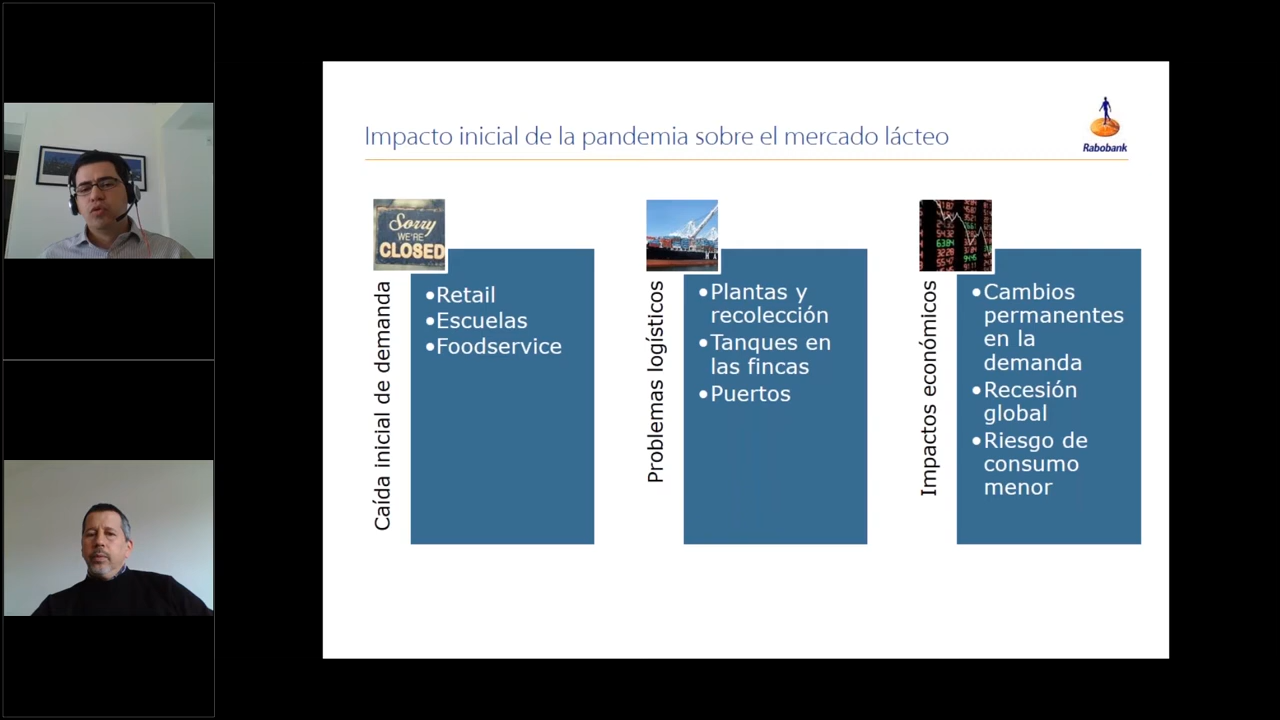 Impacto inicial de la pandemia sobre el mercado lácteo
Rabobank
Sorry
WE'RE
CLOSED
Caída inicial de demanda
•Retail
•Escuelas
•Foodservice
Problemas logísticos
•Plantas y
recolección
•Tanques en
las fincas
•Puertos
Impactos económicos
•Cambios
permanentes
en la
demanda
•Recesión
global
•Riesgo de
consumo
menor